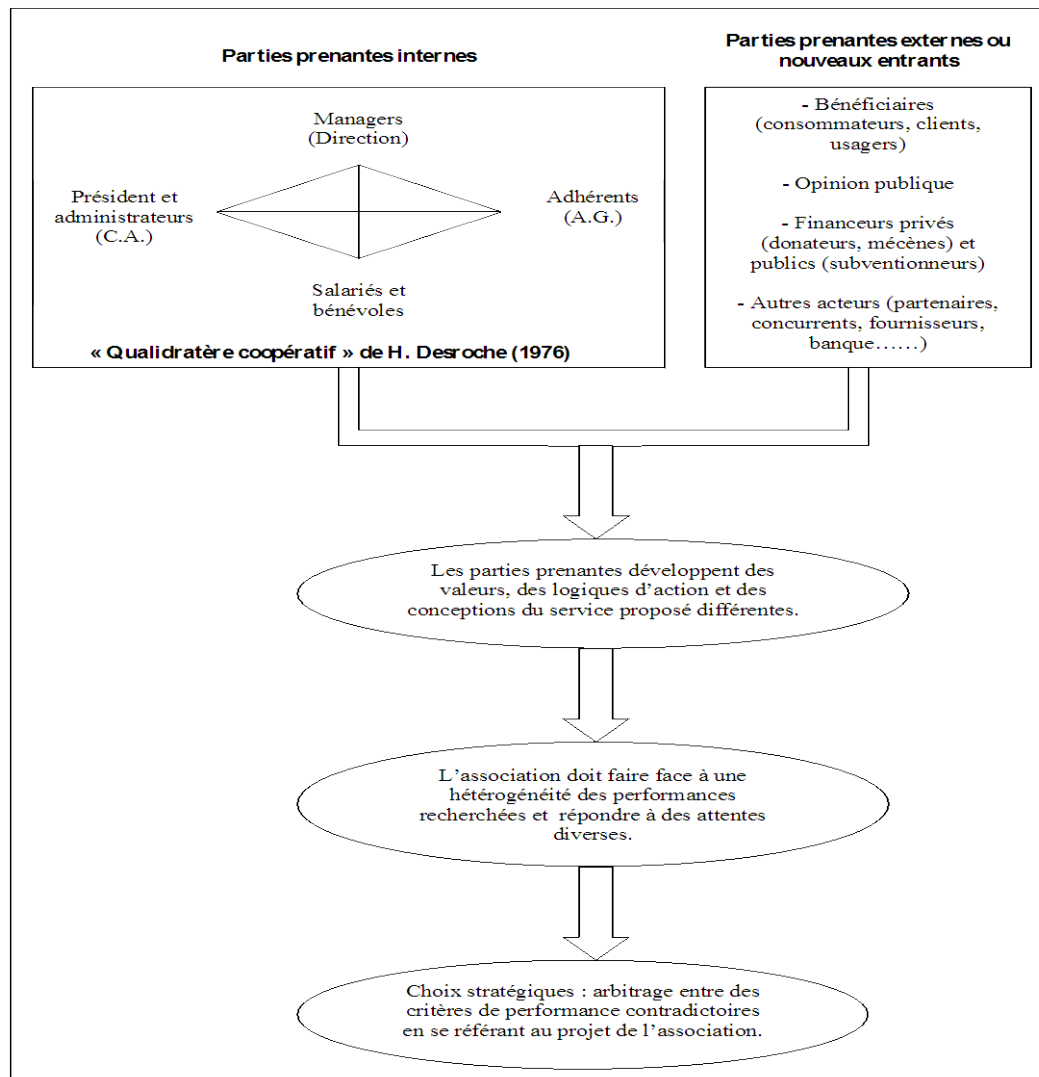 Parties prenantes internes
Managers
(Direction)
Président et
administrateurs
(C.A.)
Adhérents
(A.G.)
Salariés et
bénévoles
« Qualidratère coopératif » de H. Desroche (1976)
Parties prenantes externes ou
nouveaux entrants
- Bénéficiaires
(consommateurs, clients,
usagers)
- Opinion publique
- Financeurs privés
(donateurs, mécènes) et
publics (subventionneurs)
- Autres acteurs (partenaires,
concurrents, fournisseurs,
banque……)
Les parties prenantes développent des
valeurs, des logiques d’action et des
conceptions du service proposé différentes.
L’association doit faire face à une
hétérogénéité des performances
recherchées et répondre à des attentes
diverses.
Choix stratégiques : arbitrage entre des
critères de performance contradictoires
en se référant au projet de l’association.